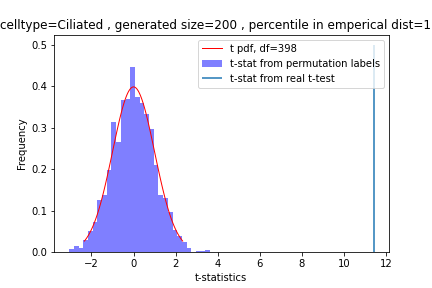 celltype=Ciliated , generated size=200 , percentile in emperical dist=1
t pdf, df=398
t-stat from permutation labels
t-stat from real t-test
Frequency
0.5
0.4
0.3
0.2
0.1
0.0
−2 0 2 4 6 8 10 12
t-statistics